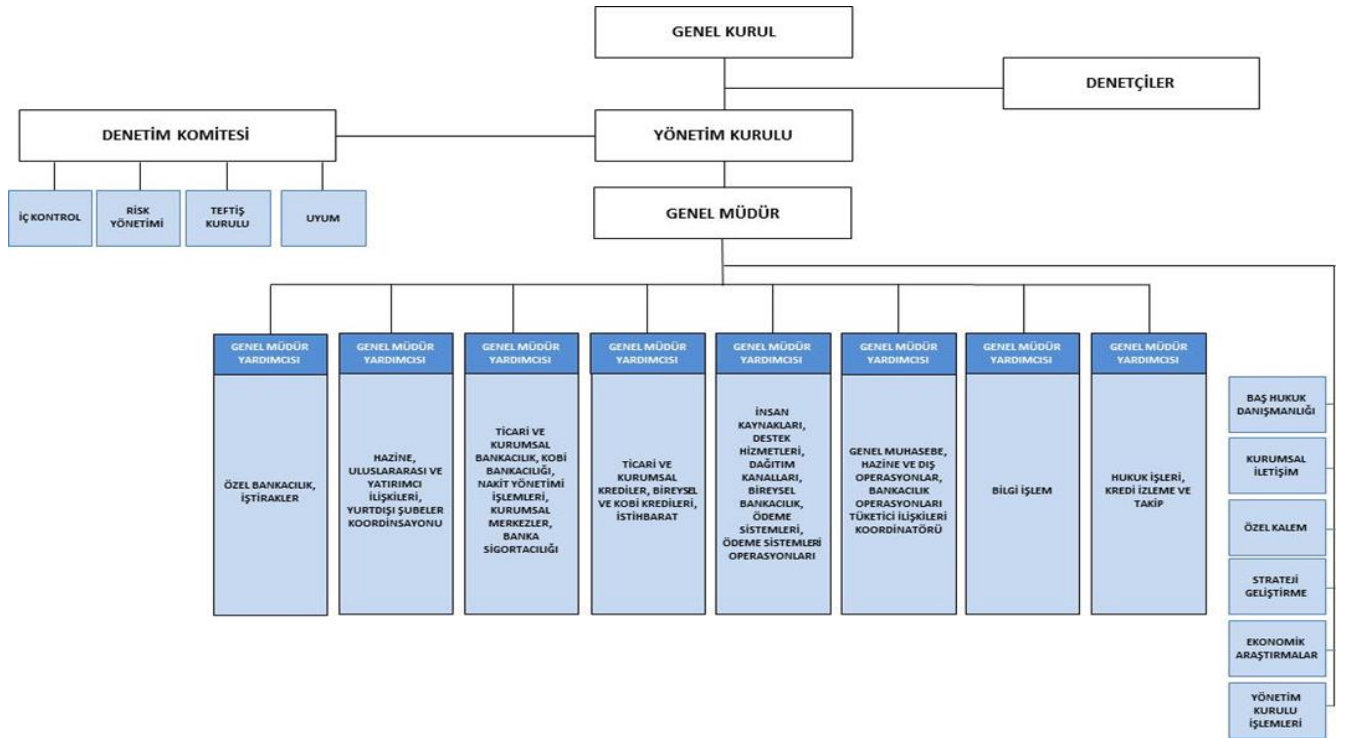 GENEL KURUL
DENETÇİLER
DENETİM KOMİTESİ
YÖNETİM KURULU
İÇ KONTROL
RİSK
YÖNETİMİ
TEFTİŞ
KURULU
UYUM
GENEL MÜDÜR
GENEL MÜDÜR
YARDIMCISI
ÖZEL BANKACILIK,
İŞTİRAKLER
GENEL MÜDÜR
YARDIMCISI
HAZİNE,
ULUSLARARASI VE
YATIRIMCI
İLİŞKİLERİ,
YURTDIŞI ŞUBELER
KOORDİNSAYONU
GENEL MÜDÜR
YARDIMCISI
TİCARİ VE
KURUMSAL
BANKACILIK, KOBİ
BANKACILIĞI,
NAKİT YÖNETİMİ
İŞLEMLERİ,
KURUMSAL
MERKEZLER,
BANKA
SİGORTACILIĞI
GENEL MÜDÜR
YARDIMCISI
TİCARİ VE
KURUMSAL
KREDİLER, BİREYSEL
VE KOBİ KREDİLERİ,
İSTİHBARAT
GENEL MÜDÜR
YARDIMCISI
İNSAN
KAYNAKLARI,
DESTEK
HİZMETLERİ,
DAĞITIM
KANALLARI,
BİREYSEL
BANKACILIK,
ÖDEME
SİSTEMLERİ,
ÖDEME SİSTEMLERİ
OPERASYONLARI
GENEL MÜDÜR
YARDIMCISI
GENEL MUHASEBE,
HAZİNE VE DIŞ
OPERASYONLAR,
BANKACILIK
OPERASYONLARI
TÜKETİCİ İLİŞKİLERİ
KOORDİNATÖRÜ
GENEL MÜDÜR
YARDIMCISI
BİLGİ İŞLEM
GENEL MÜDÜR
YARDIMCISI
HUKUK İŞLERİ,
KREDİ İZLEME VE
TAKİP
BAŞ HUKUK
DANIŞMANLIĞI
KURUMSAL
İLETİŞİM
ÖZEL KALEM
STRATEJİ
GELİŞTİRME
EKONOMİK
ARAŞTIRMALAR
YÖNETİM
KURULU
İŞLEMLERİ